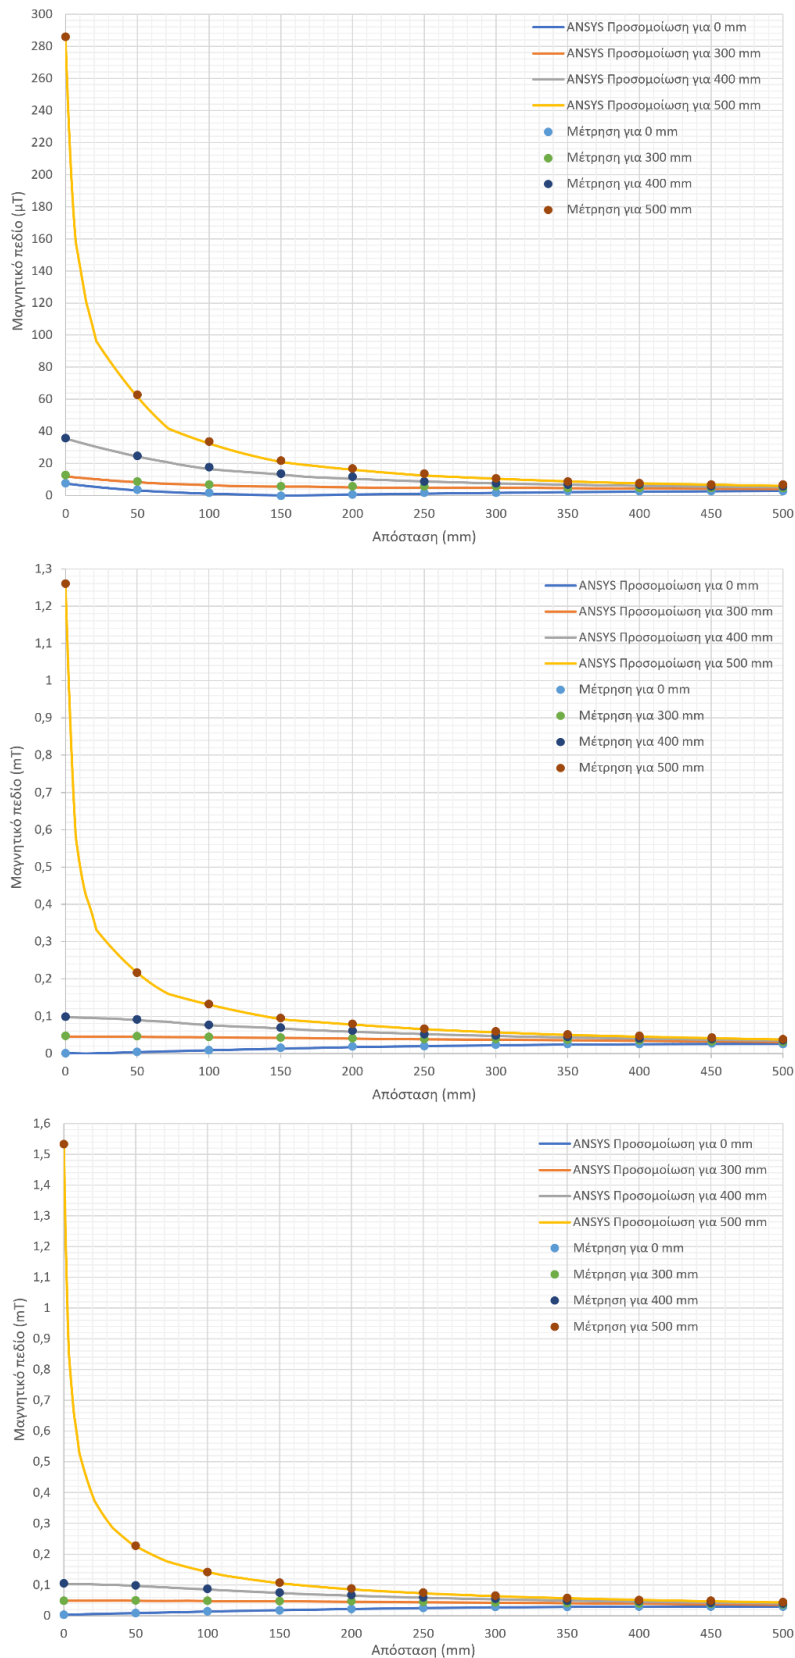 300
280
260
240
220
200
180
160
140
120
100
80
60
40
20
0
Μαγνητικό πεδίο (μT)
ANSYS Προσομοίωση για 0 mm
ANSYS Προσομοίωση για 300 mm
ANSYS Προσομοίωση για 400 mm
ANSYS Προσομοίωση για 500 mm
Μέτρηση για 0 mm
Μέτρηση για 300 mm
Μέτρηση για 400 mm
Μέτρηση για 500 mm
0 50 100 150 200 250 300 350 400 450 500
Απόσταση (mm)
1,3
1,2
1,1
1
0,9
0,8
0,7
0,6
0,5
0,4
0,3
0,2
0,1
0
Μαγνητικό πεδίο (mT)
ANSYS Προσομοίωση για 0 mm
ANSYS Προσομοίωση για 300 mm
ANSYS Προσομοίωση για 400 mm
ANSYS Προσομοίωση για 500 mm
Μέτρηση για 0 mm
Μέτρηση για 300 mm
Μέτρηση για 400 mm
Μέτρηση για 500 mm
0 50 100 150 200 250 300 350 400 450 500
Απόσταση (mm)
1,6
1,5
1,4
1,3
1,2
1,1
1
0,9
0,8
0,7
0,6
0,5
0,4
0,3
0,2
0,1
0
Μαγνητικό πεδίο (mT)
ANSYS Προσομοίωση για 0 mm
ANSYS Προσομοίωση για 300 mm
ANSYS Προσομοίωση για 400 mm
ANSYS Προσομοίωση για 500 mm
Μέτρηση για 0 mm
Μέτρηση για 300 mm
Μέτρηση για 400 mm
Μέτρηση για 500 mm
0 50 100 150 200 250 300 350 400 450 500
Απόσταση (mm)